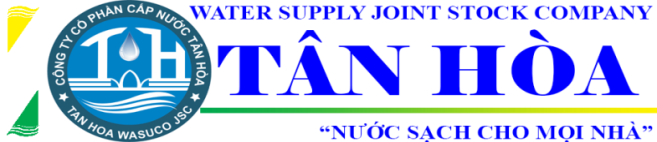 CÔNG TY CỔ PHẦN CẤP NƯỚC TÂN HÒA
TH
TAN HOA WASUCO JSC
WATER SUPPLY JOINT STOCK COMPANY
TÂN HÒA
“NƯỚC SẠCH CHO MỌI NHÀ”